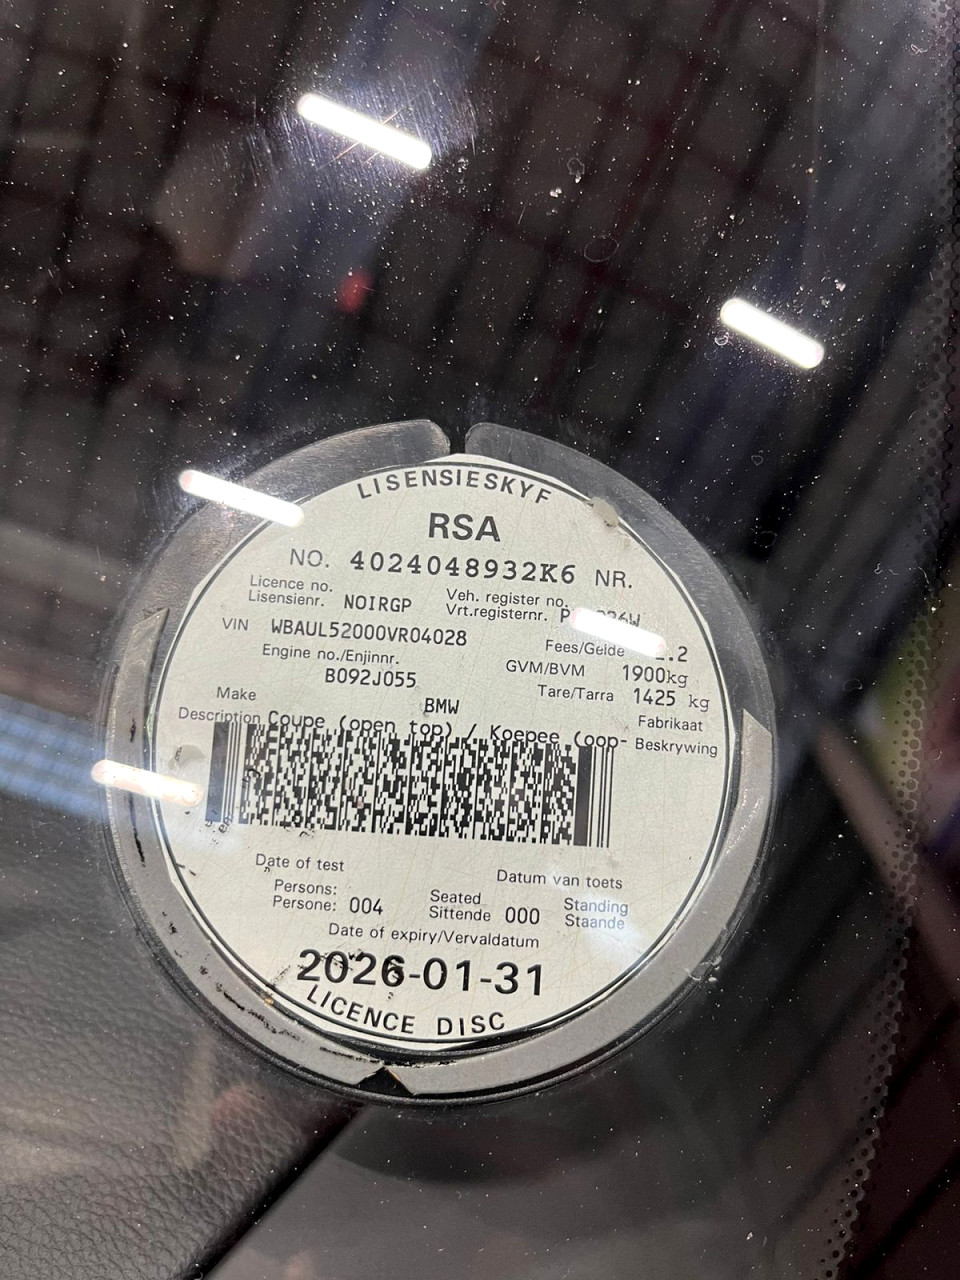 LISENSIESKYF
RSA
NO. 4024048932K6 NR.
Licence no. Veh. register no.
Lisensienr. NOIRGP Vrt.registernr.
VIN WBAUL52000VR04028 Fees/Gelde
Engine no./Enjinnr. GVM/BVM 1900kg
B092J055 Tare/Tarra 1425 kg
Make BMW Fabrikaat
Description Coupe (open top) / Koepee (oop- Beskrywing
Date of test Datum van toets
Persons: Seated Standing
Persone: 004 Sittende 000 Staande
Date of expiry/Vervaldatum
2026-01-31
LICENCE DISC